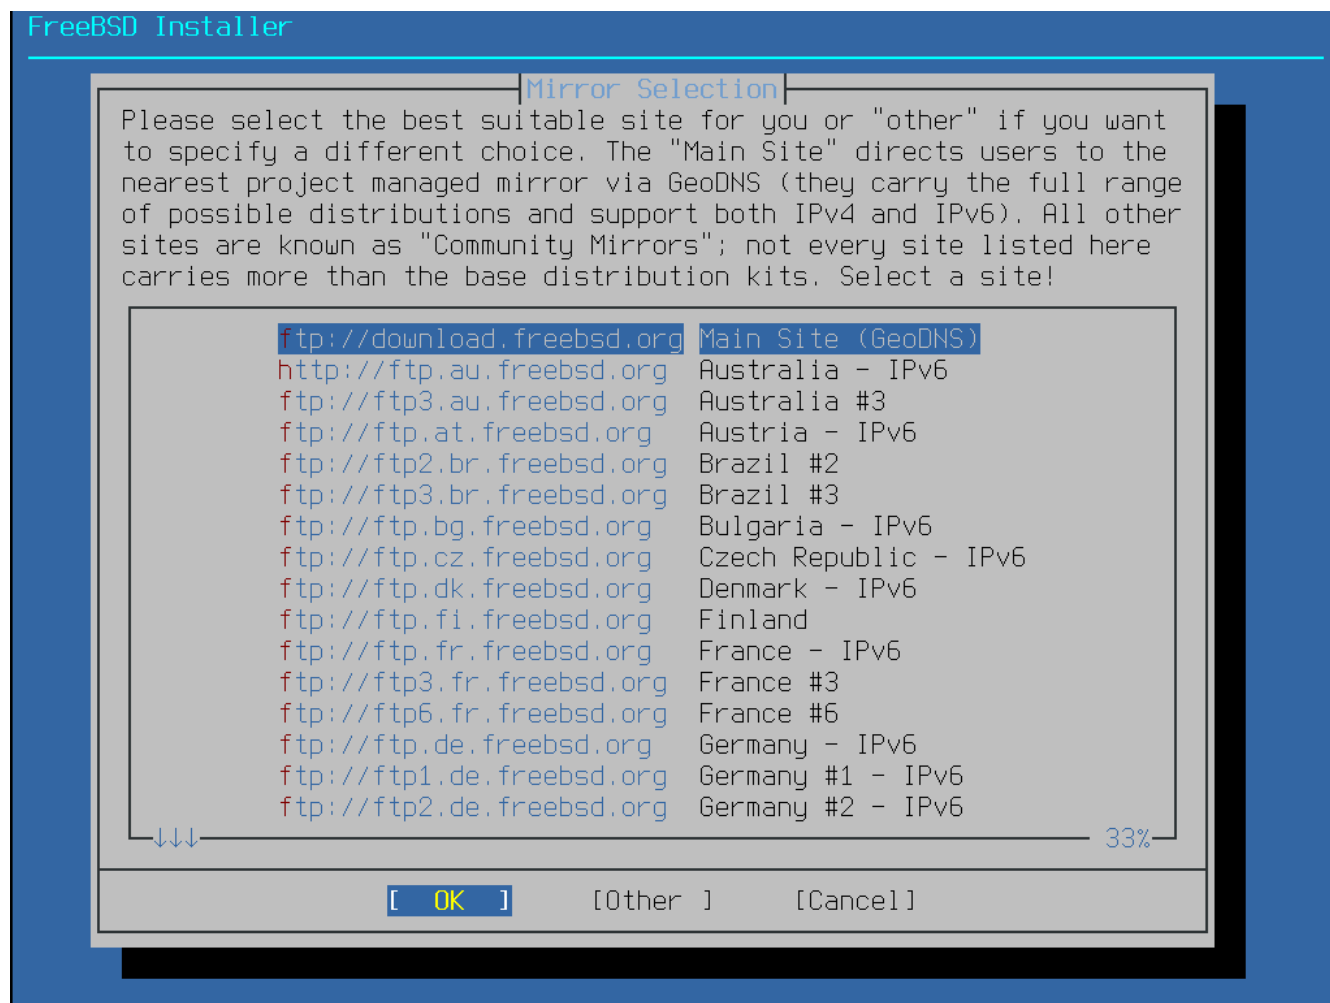 FreeBSD Installer
Mirror Selection
Please select the best suitable site for you or "other" if you want
to specify a different choice. The "Main Site" directs users to the
nearest project managed mirror via GeoDNS (they carry the full range
of possible distributions and support both IPv4 and IPv6). All other
sites are known as "Community Mirrors"; not every site listed here
carries more than the base distribution kits. Select a site!
ftp://download.freebsd.org Main Site (GeoDNS)
http://ftp.au.freebsd.org Australia - IPv6
ftp://ftp3.au.freebsd.org Australia #3
ftp://ftp.at.freebsd.org Austria - IPv6
ftp://ftp2.br.freebsd.org Brazil #2
ftp://ftp3.br.freebsd.org Brazil #3
ftp://ftp.bg.freebsd.org Bulgaria - IPv6
ftp://ftp.cz.freebsd.org Czech Republic - IPv6
ftp://ftp.dk.freebsd.org Denmark - IPv6
ftp://ftp.fi.freebsd.org Finland
ftp://ftp.fr.freebsd.org France - IPv6
ftp://ftp3.fr.freebsd.org France #3
ftp://ftp6.fr.freebsd.org France #6
ftp://ftp.de.freebsd.org Germany - IPv6
ftp://ftp1.de.freebsd.org Germany #1 - IPv6
ftp://ftp2.de.freebsd.org Germany #2 - IPv6
↓↓↓ 33%
[ OK ] [Other ] [Cancel]